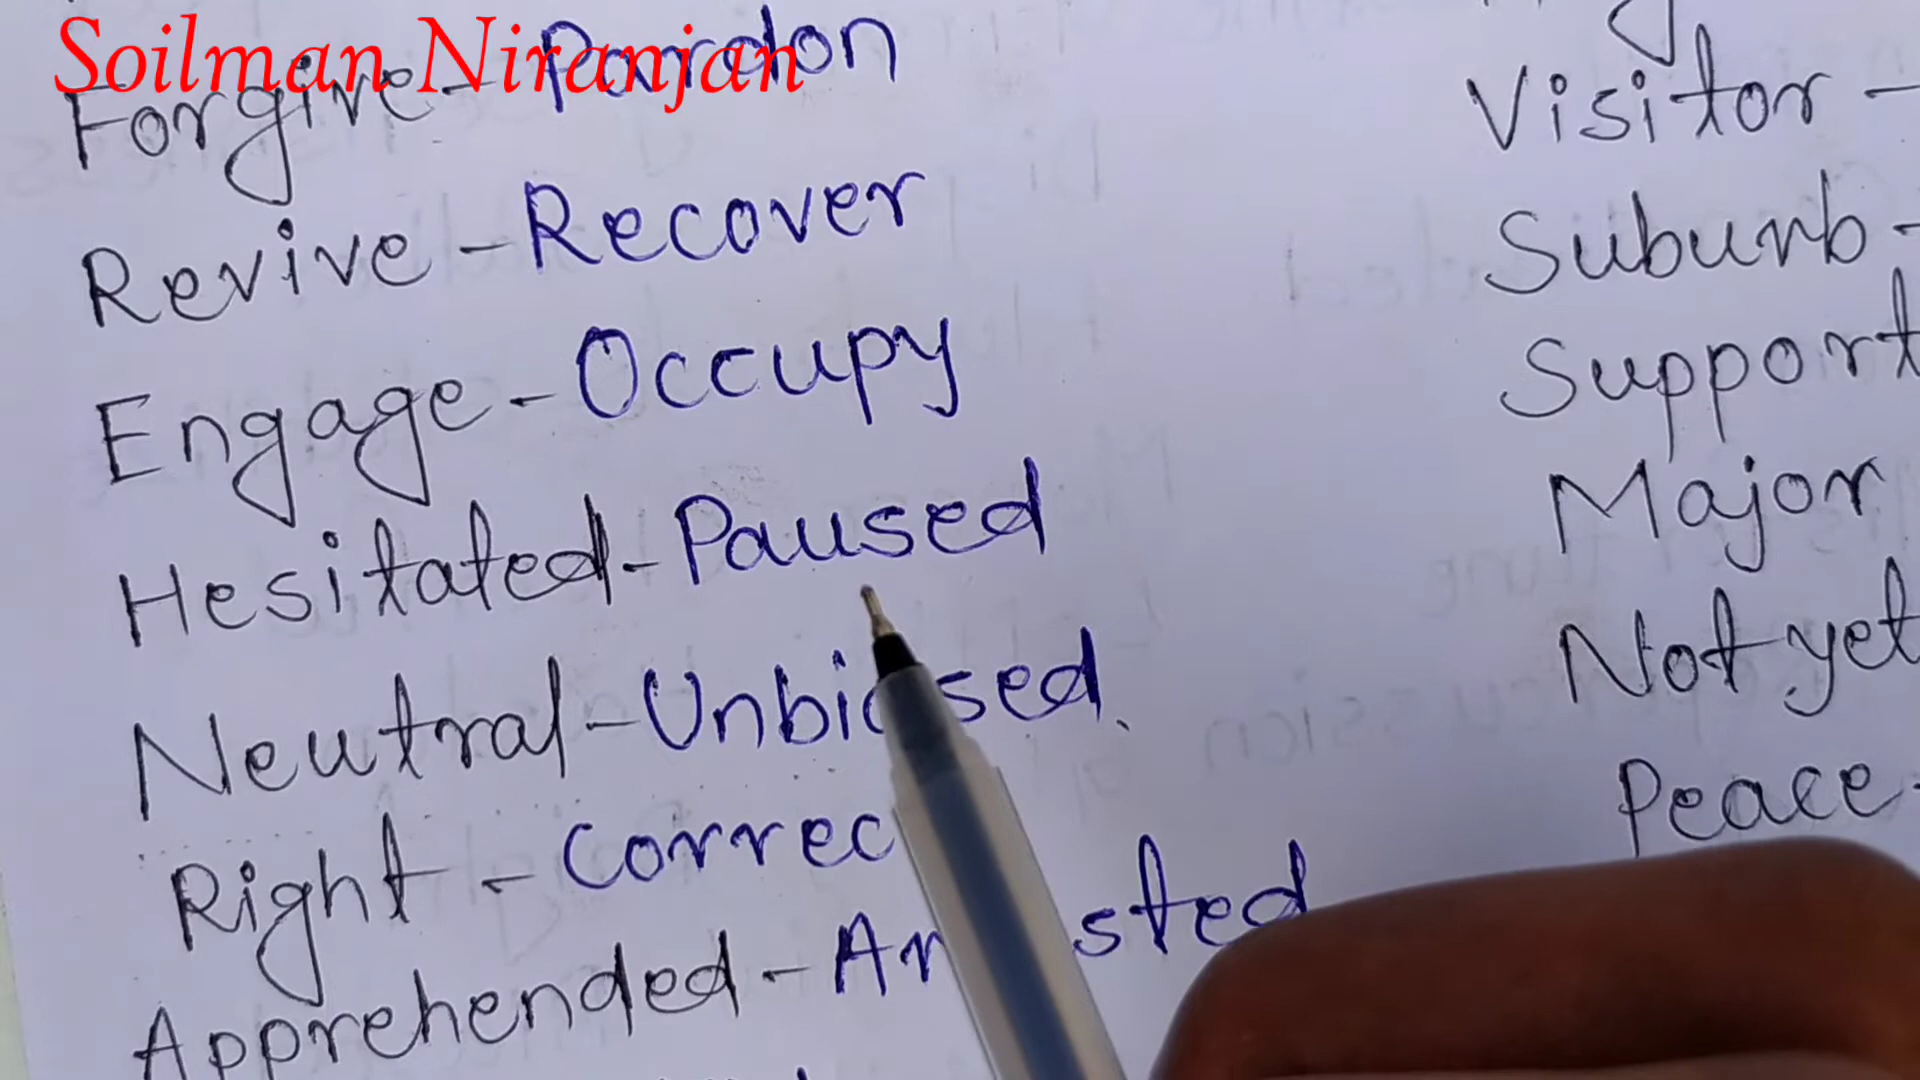 Soilman Niranjan
Forgive - Pardon
Revive - Recover
Engage - Occupy
Hesitated - Paused
Neutral - Unbiased.
Right - Correc
Apprehended - Arrested
Visitor -
Suburb -
Support
Major
Not yet
Peace -